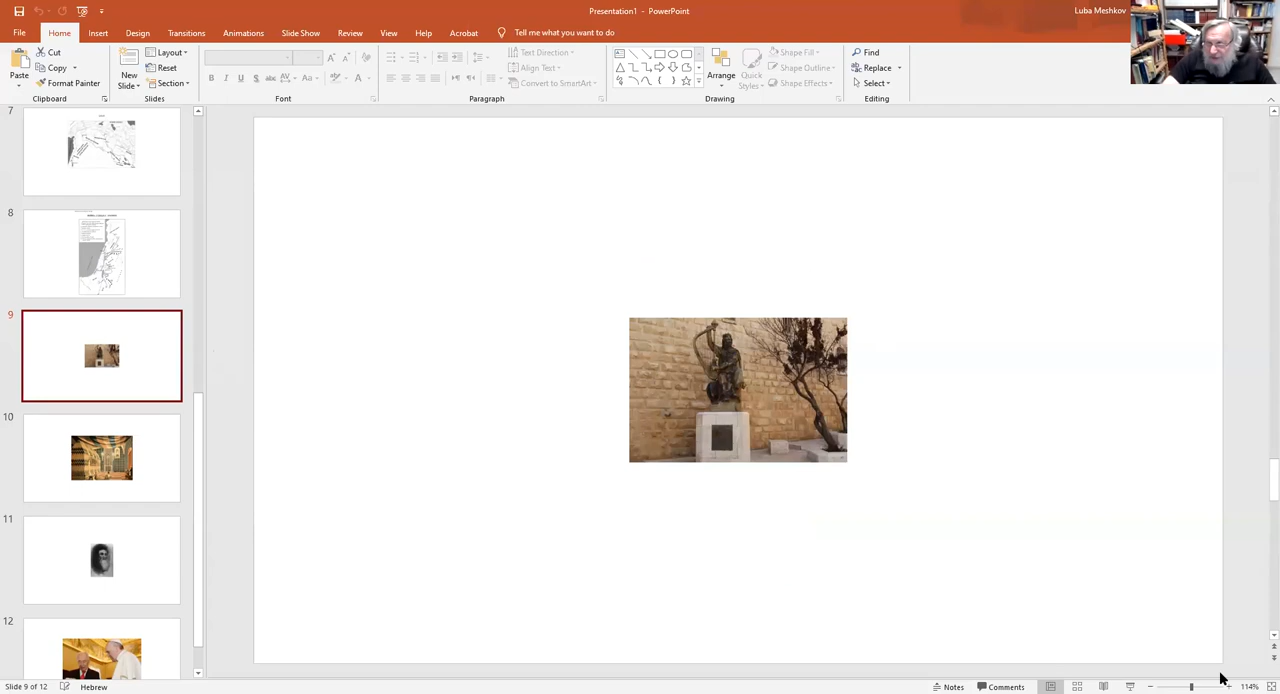 Presentation1 - PowerPoint
Luba Meshkov
File Home Insert Design Transitions Animations Slide Show Review View Help Acrobat Tell me what you want to do
Paste
Cut
Copy
Format Painter
Clipboard
New Slide
Layout
Reset
Section
Slides
B I U S abc AV Aa A
Font
Text Direction
Align Text
Convert to SmartArt
Paragraph
Arrange
Quick Styles
Shape Fill
Shape Outline
Shape Effects
Drawing
Find
Replace
Select
Editing
7
8
9
10
11
12
Slide 9 of 12 Hebrew
Notes Comments 114%